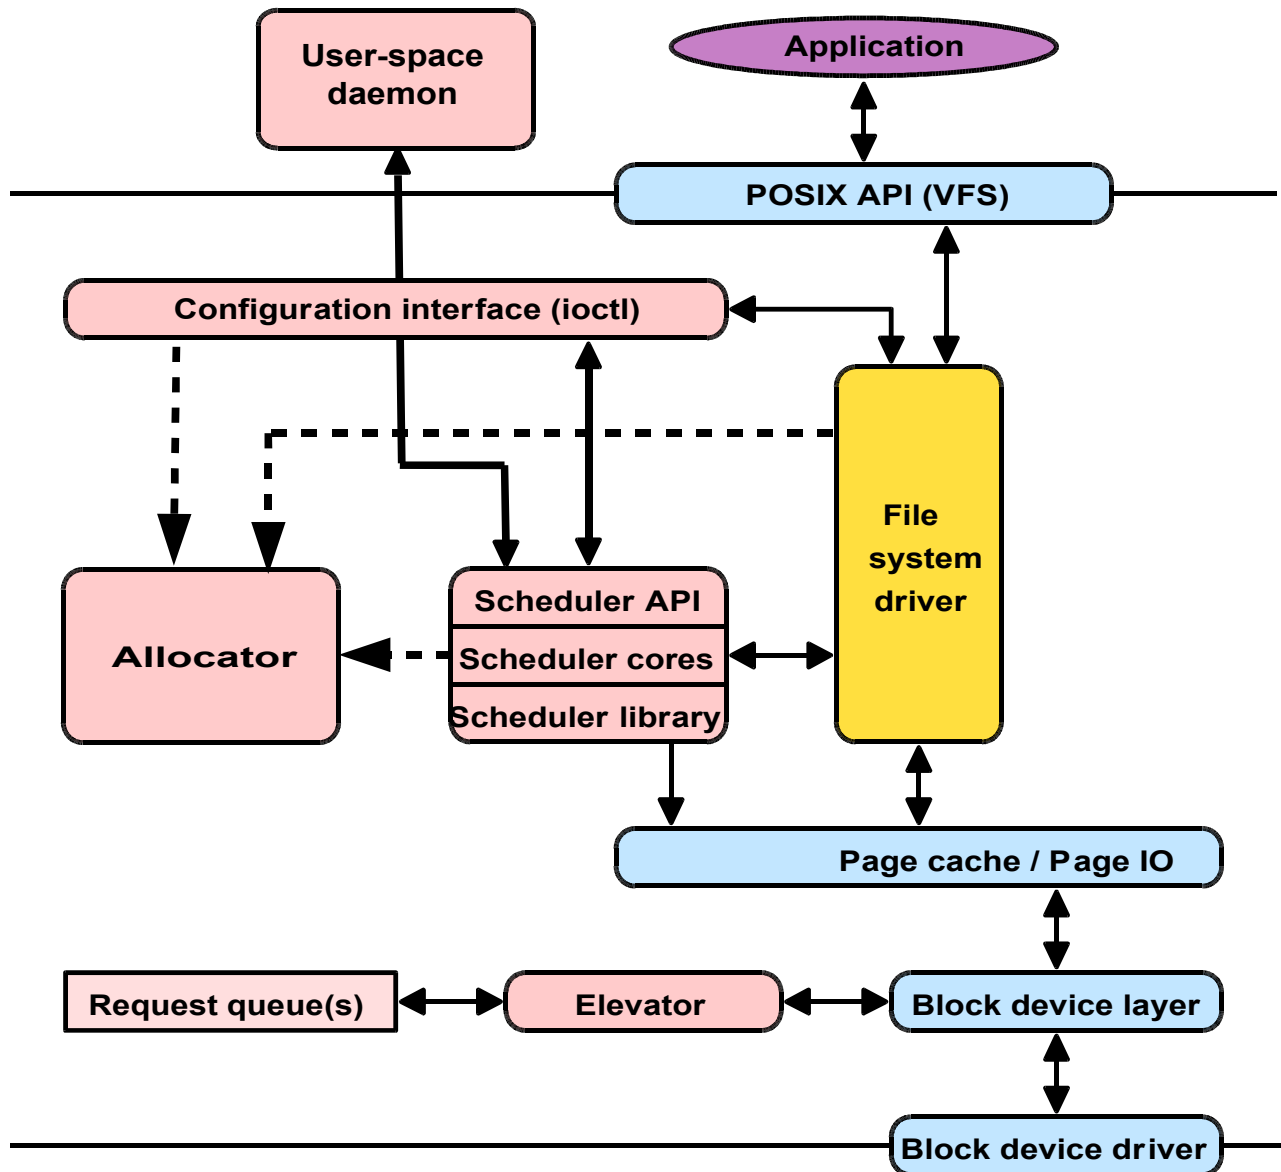 User-space
daemon
Application
POSIX API (VFS)
Configuration interface (ioctl)
File
system
driver
Allocator
Scheduler API
Scheduler cores
Scheduler library
Page cache / Page IO
Request queue(s)
Elevator
Block device layer
Block device driver